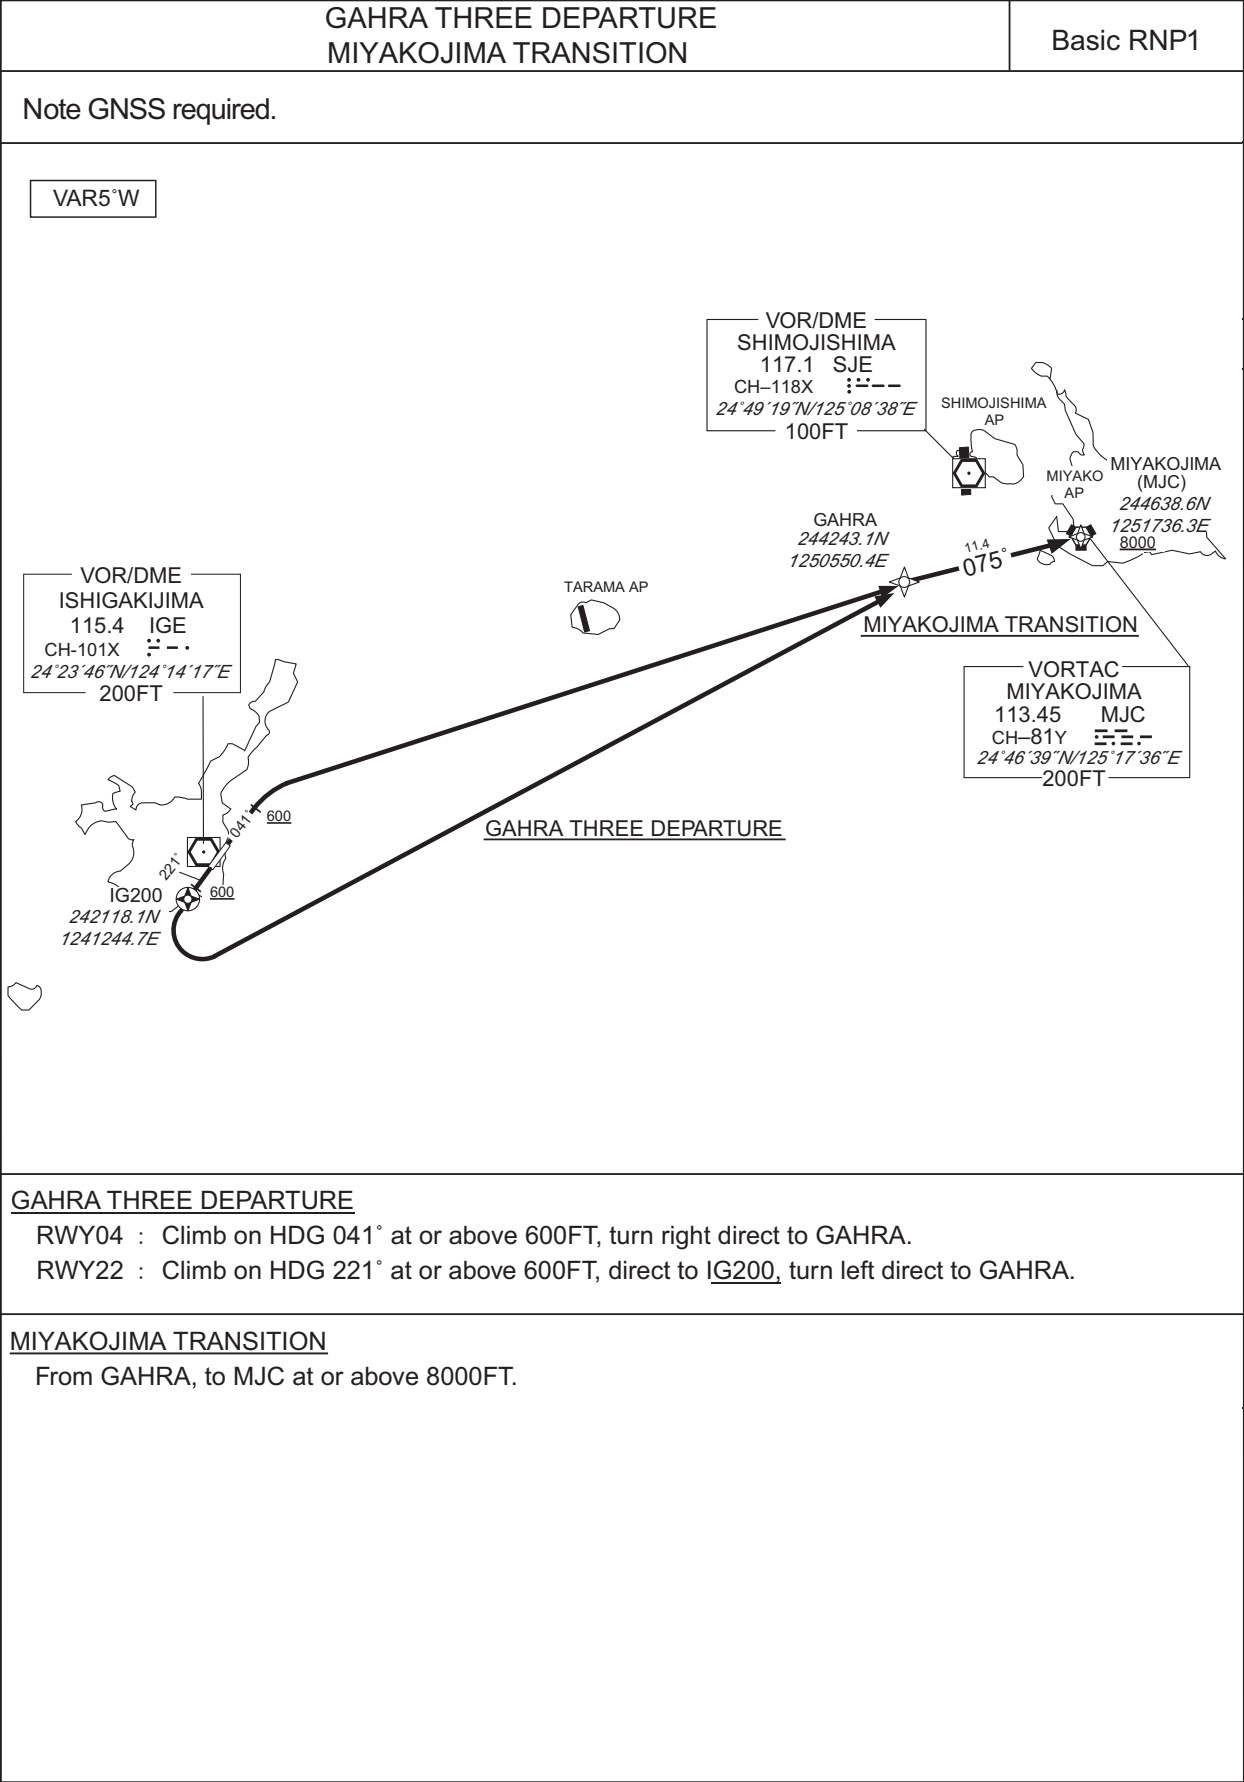 GAHRA THREE DEPARTURE
MIYAKOJIMA TRANSITION
Basic RNP1
Note GNSS required.
VAR5˚W
VOR/DME
SHIMOJISHIMA
117.1 SJE
CH–118X
24˚49´19˝N/125˚08´38˝E
100FT
SHIMOJISHIMA
AP
MIYAKO
AP
MIYAKOJIMA
(MJC)
244638.6N
1251736.3E
8000
GAHRA
244243.1N
1250550.4E
11.4
075˚
MIYAKOJIMA TRANSITION
TARAMA AP
VOR/DME
ISHIGAKIJIMA
115.4 IGE
CH-101X
24˚23´46˝N/124˚14´17˝E
200FT
VORTAC
MIYAKOJIMA
113.45 MJC
CH–81Y
24˚46´39˝N/125˚17´36˝E
200FT
041˚
600
GAHRA THREE DEPARTURE
221˚
600
IG200
242118.1N
1241244.7E
GAHRA THREE DEPARTURE
RWY04 : Climb on HDG 041˚ at or above 600FT, turn right direct to GAHRA.
RWY22 : Climb on HDG 221˚ at or above 600FT, direct to IG200, turn left direct to GAHRA.
MIYAKOJIMA TRANSITION
From GAHRA, to MJC at or above 8000FT.